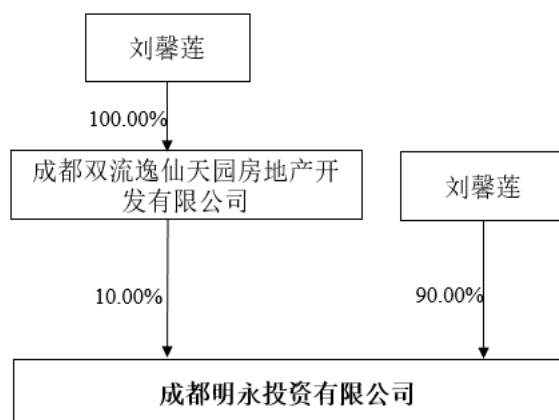 刘馨莲
100.00%
成都双流逸仙天园房地产开
发有限公司
刘馨莲
10.00%
90.00%
成都明永投资有限公司